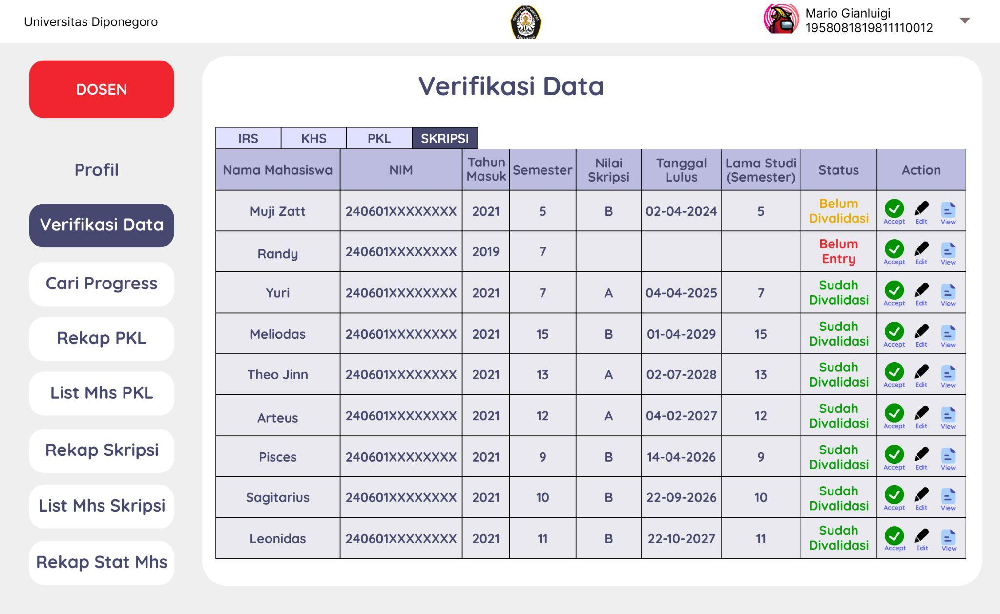 Universitas Diponegoro
UNIVERSITAS DIPONEGORO
SEMARANG
Mario Gianluigi
1958081819811110012
DOSEN
Profil
Verifikasi Data
Cari Progress
Rekap PKL
List Mhs PKL
Rekap Skripsi
List Mhs Skripsi
Rekap Stat Mhs
Verifikasi Data
IRS KHS PKL SKRIPSI
Nama Mahasiswa NIM Tahun Masuk Semester Nilai Skripsi Tanggal Lulus Lama Studi (Semester) Status Action
Muji Zatt 240601XXXXXXXX 2021 5 B 02-04-2024 5 Belum Divalidasi Accept Edit View
Randy 240601XXXXXXXX 2019 7 Belum Entry Accept Edit View
Yuri 240601XXXXXXXX 2021 7 A 04-04-2025 7 Sudah Divalidasi Accept Edit View
Meliodas 240601XXXXXXXX 2021 15 B 01-04-2029 15 Sudah Divalidasi Accept Edit View
Theo Jinn 240601XXXXXXXX 2021 13 A 02-07-2028 13 Sudah Divalidasi Accept Edit View
Arteus 240601XXXXXXXX 2021 12 A 04-02-2027 12 Sudah Divalidasi Accept Edit View
Pisces 240601XXXXXXXX 2021 9 B 14-04-2026 9 Sudah Divalidasi Accept Edit View
Sagitarius 240601XXXXXXXX 2021 10 B 22-09-2026 10 Sudah Divalidasi Accept Edit View
Leonidas 240601XXXXXXXX 2021 11 B 22-10-2027 11 Sudah Divalidasi Accept Edit View